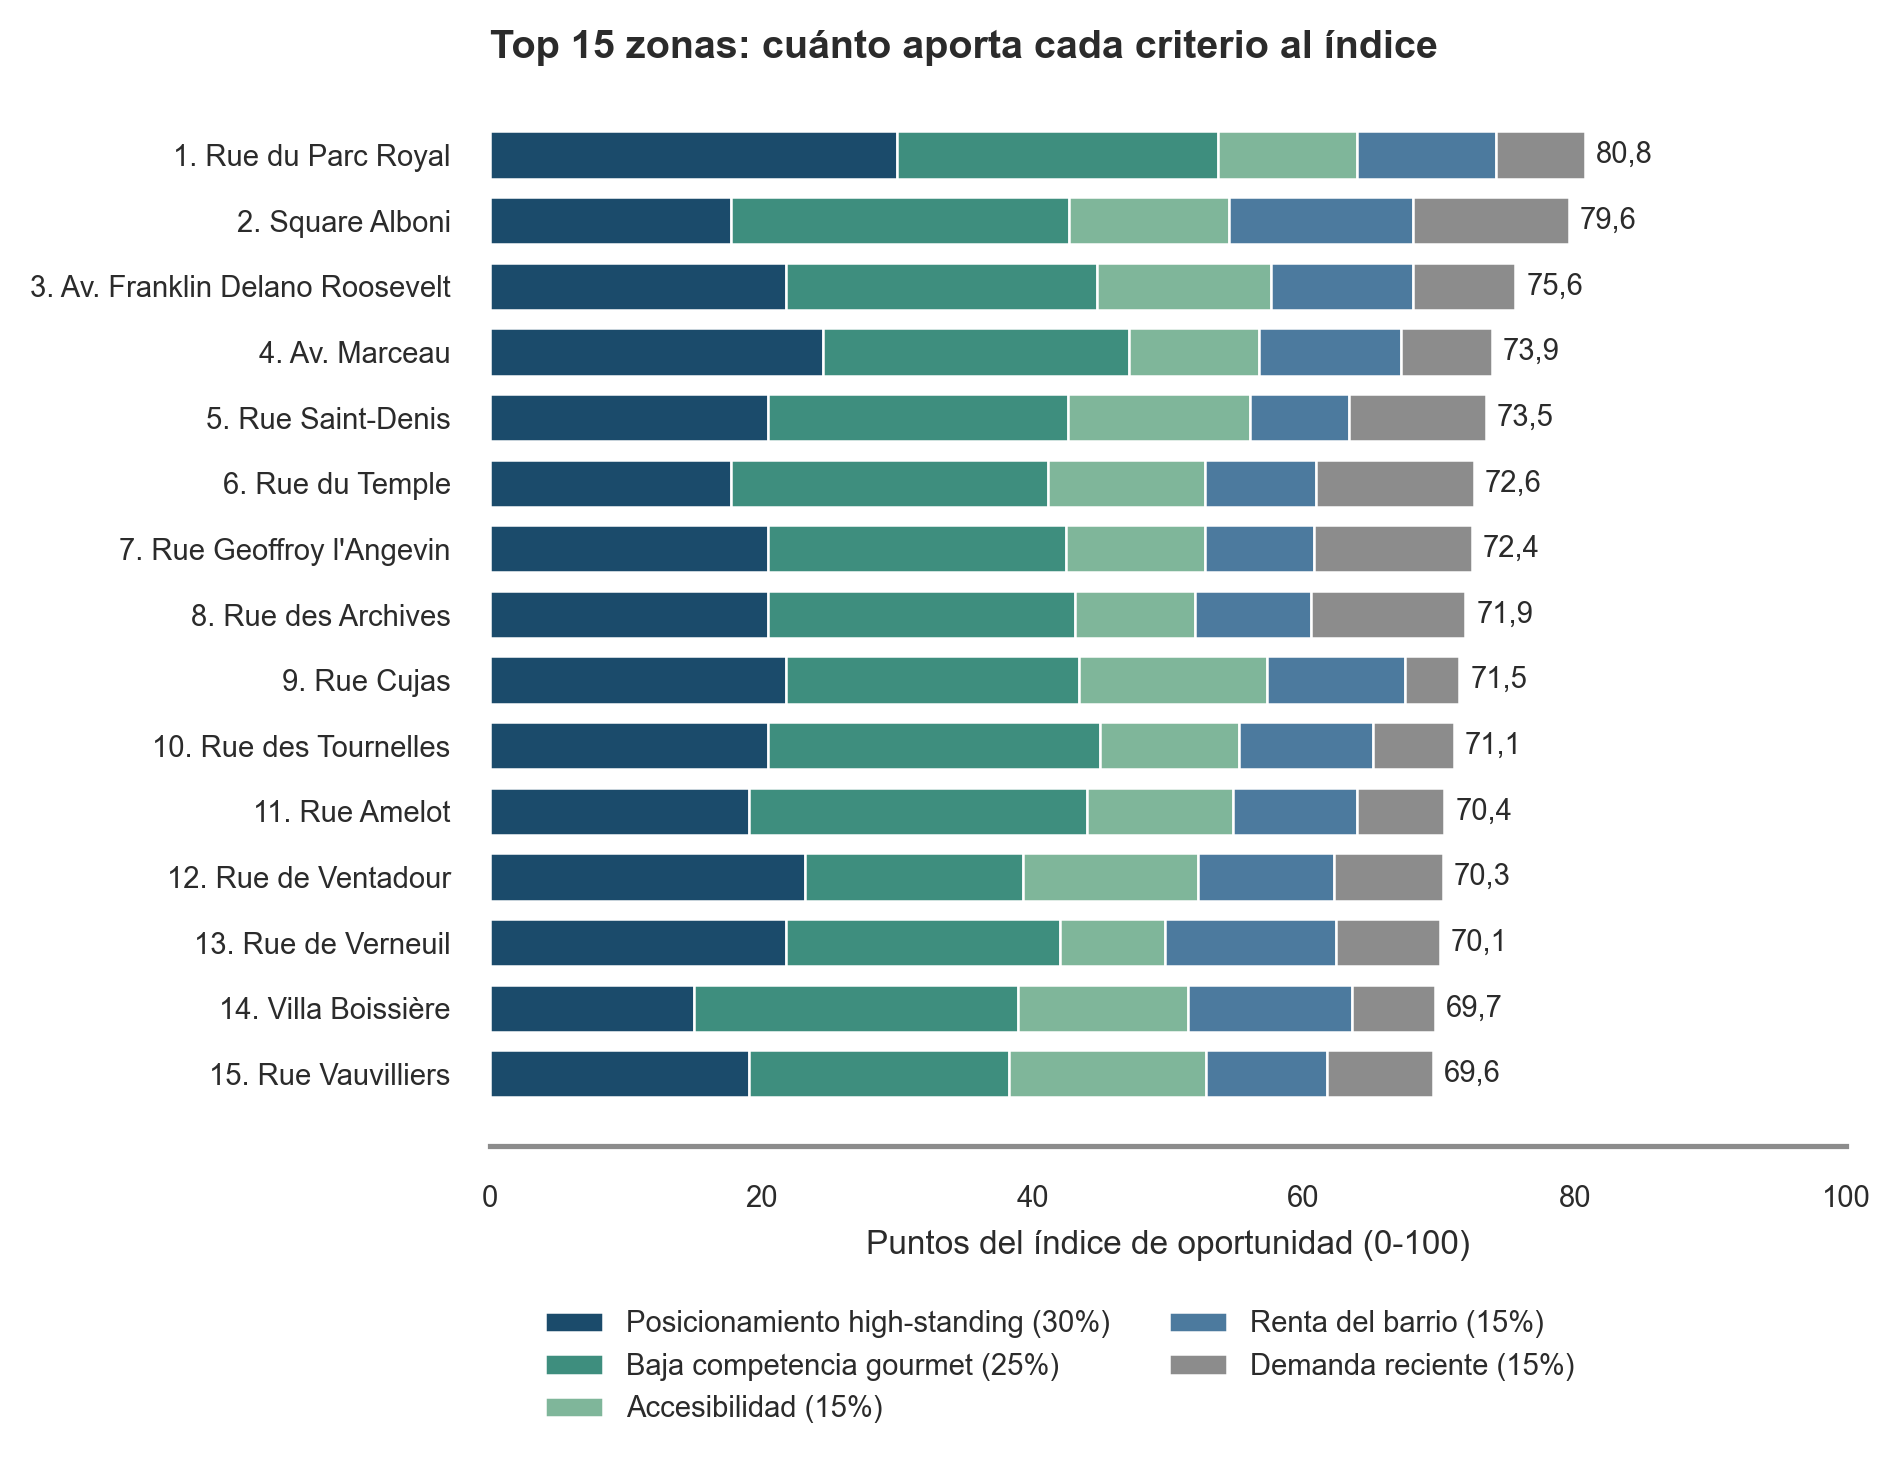 Top 15 zonas: cuánto aporta cada criterio al índice
1. Rue du Parc Royal 80,8
2. Square Alboni 79,6
3. Av. Franklin Delano Roosevelt 75,6
4. Av. Marceau 73,9
5. Rue Saint-Denis 73,5
6. Rue du Temple 72,6
7. Rue Geoffroy l'Angevin 72,4
8. Rue des Archives 71,9
9. Rue Cujas 71,5
10. Rue des Tournelles 71,1
11. Rue Amelot 70,4
12. Rue de Ventadour 70,3
13. Rue de Verneuil 70,1
14. Villa Boissière 69,7
15. Rue Vauvilliers 69,6
0 20 40 60 80 100
Puntos del índice de oportunidad (0-100)
Posicionamiento high-standing (30%)
Baja competencia gourmet (25%)
Accesibilidad (15%)
Renta del barrio (15%)
Demanda reciente (15%)